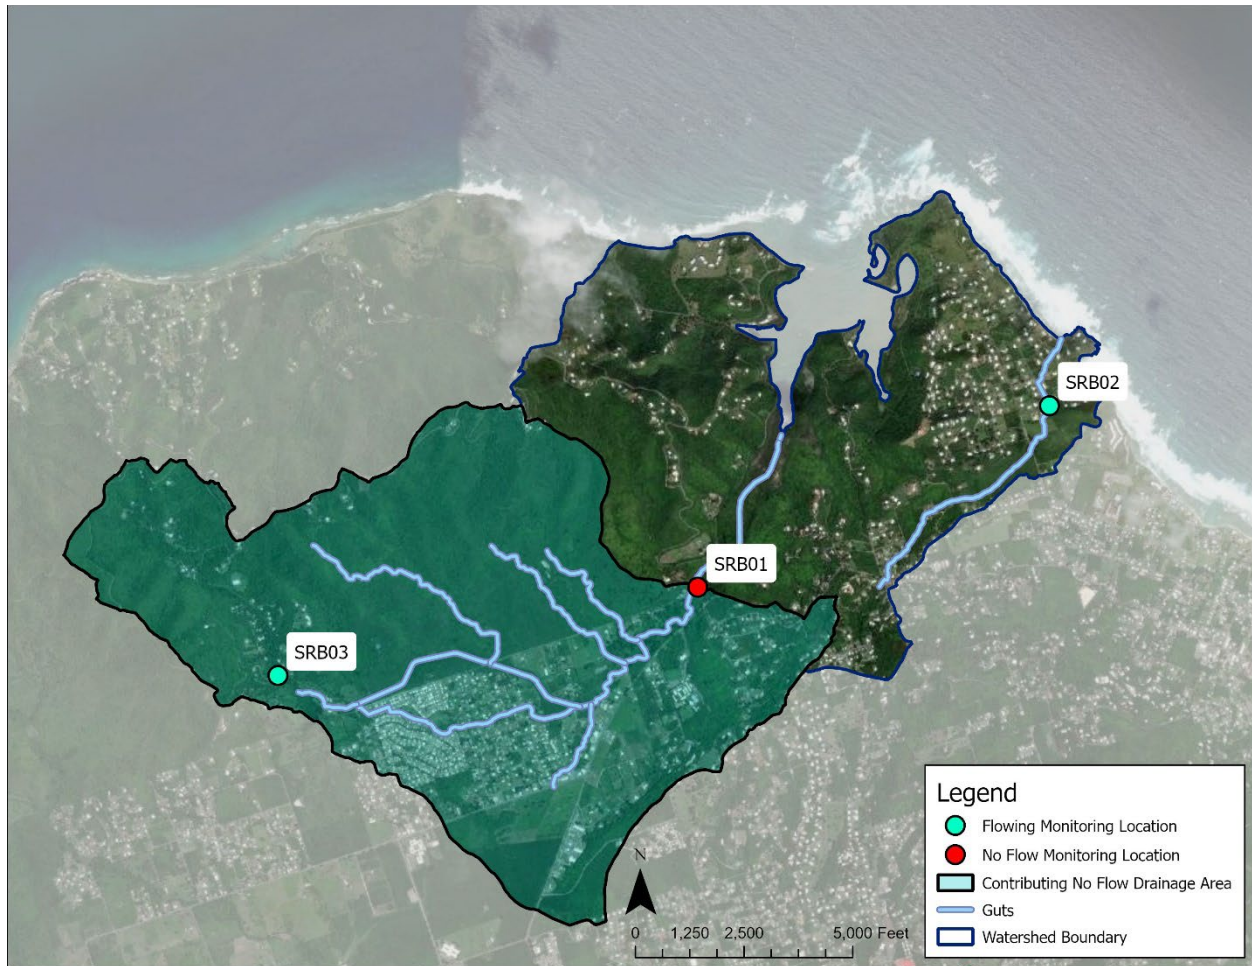 SRB02
SRB01
SRB03
Legend
Flowing Monitoring Location
No Flow Monitoring Location
Contributing No Flow Drainage Area
Guts
Watershed Boundary
N
0 1,250 2,500 5,000 Feet